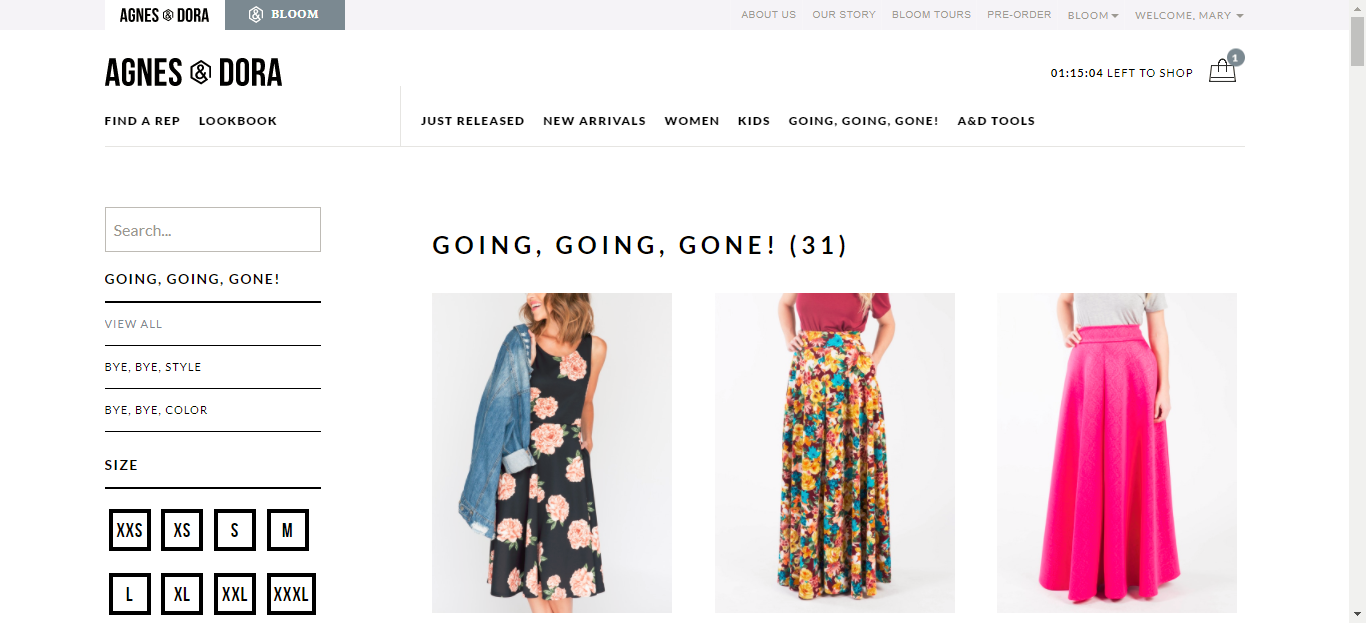 AGNES & DORA
& BLOOM
ABOUT US OUR STORY BLOOM TOURS PRE-ORDER BLOOM WELCOME, MARY
AGNES & DORA
01:15:04 LEFT TO SHOP 1
FIND A REP LOOKBOOK
JUST RELEASED NEW ARRIVALS WOMEN KIDS GOING, GOING, GONE! A&D TOOLS
Search...
GOING, GOING, GONE!
VIEW ALL
BYE, BYE, STYLE
BYE, BYE, COLOR
SIZE
XXS XS S M
L XL XXL XXXL
GOING, GOING, GONE! (31)